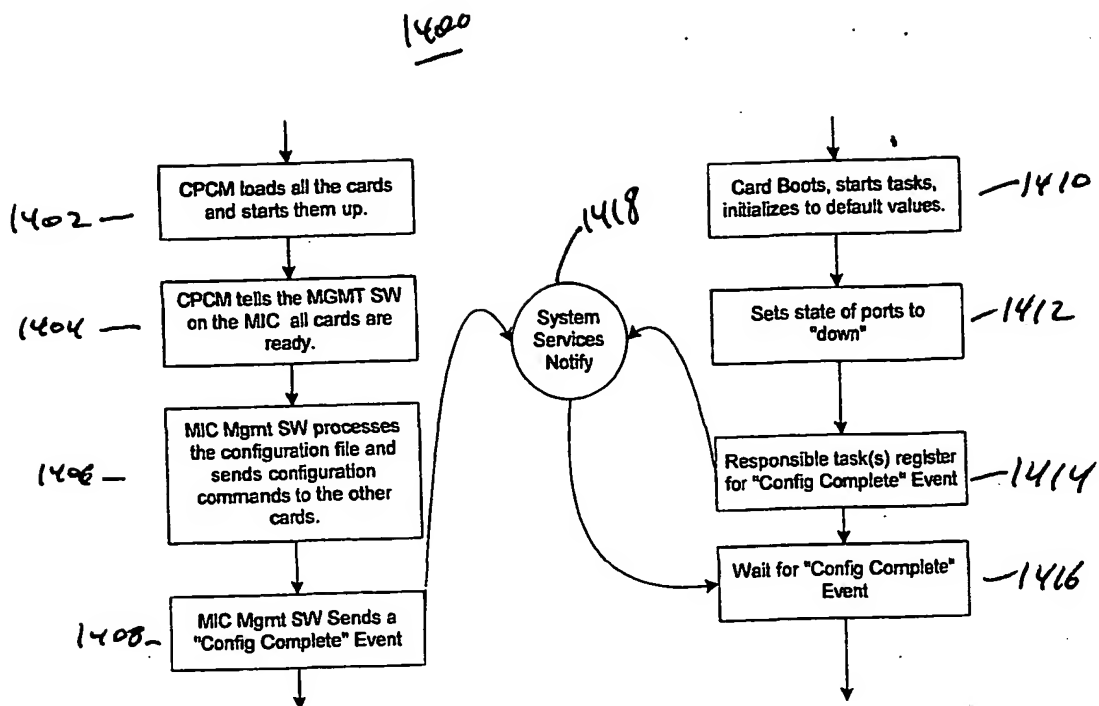 1400
CPCM loads all the cards
and starts them up.
1402
CPCM tells the MGMT SW
on the MIC all cards are
ready.
1404
MIC Mgmt SW processes
the configuration file and
sends configuration
commands to the other
cards.
1406
MIC Mgmt SW Sends a
"Config Complete" Event
1408
1418
System
Services
Notify
Card Boots, starts tasks,
initializes to default values.
1410
Sets state of ports to
"down"
1412
Responsible task(s) register
for "Config Complete" Event
1414
Wait for "Config Complete"
Event
1416